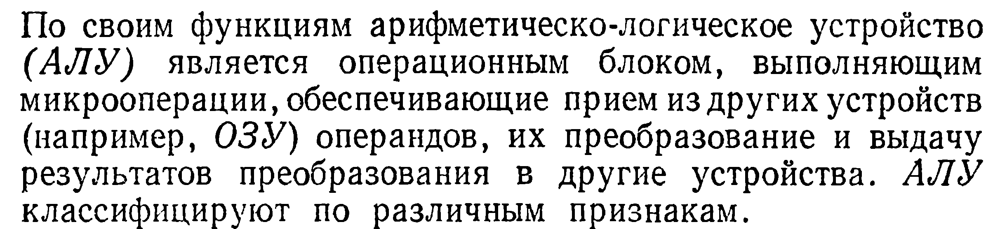 По своим функциям арифметическо-логическое устройство
(АЛУ) является операционным блоком, выполняющим
микрооперации, обеспечивающие прием из других устройств
(например, ОЗУ) операндов, их преобразование и выдачу
результатов преобразования в другие устройства. АЛУ
классифицируют по различным признакам.